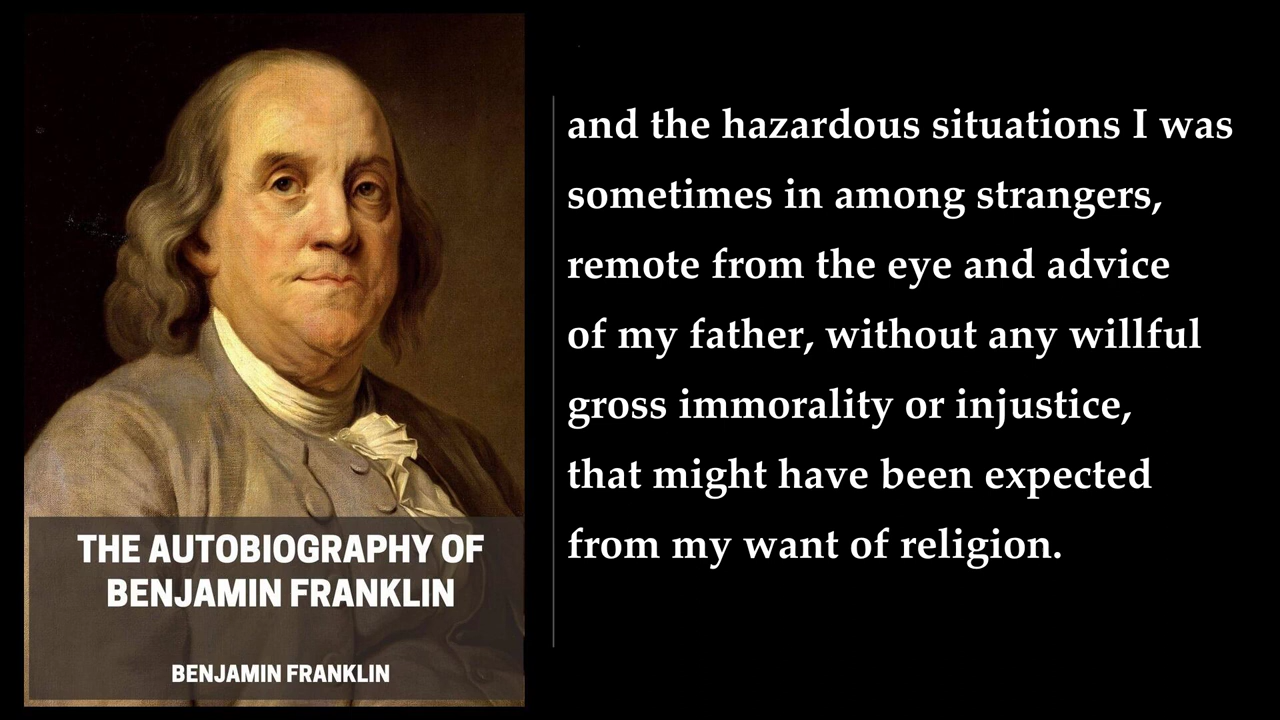 THE AUTOBIOGRAPHY OF
BENJAMIN FRANKLIN
BENJAMIN FRANKLIN
and the hazardous situations I was
sometimes in among strangers,
remote from the eye and advice
of my father, without any willful
gross immorality or injustice,
that might have been expected
from my want of religion.